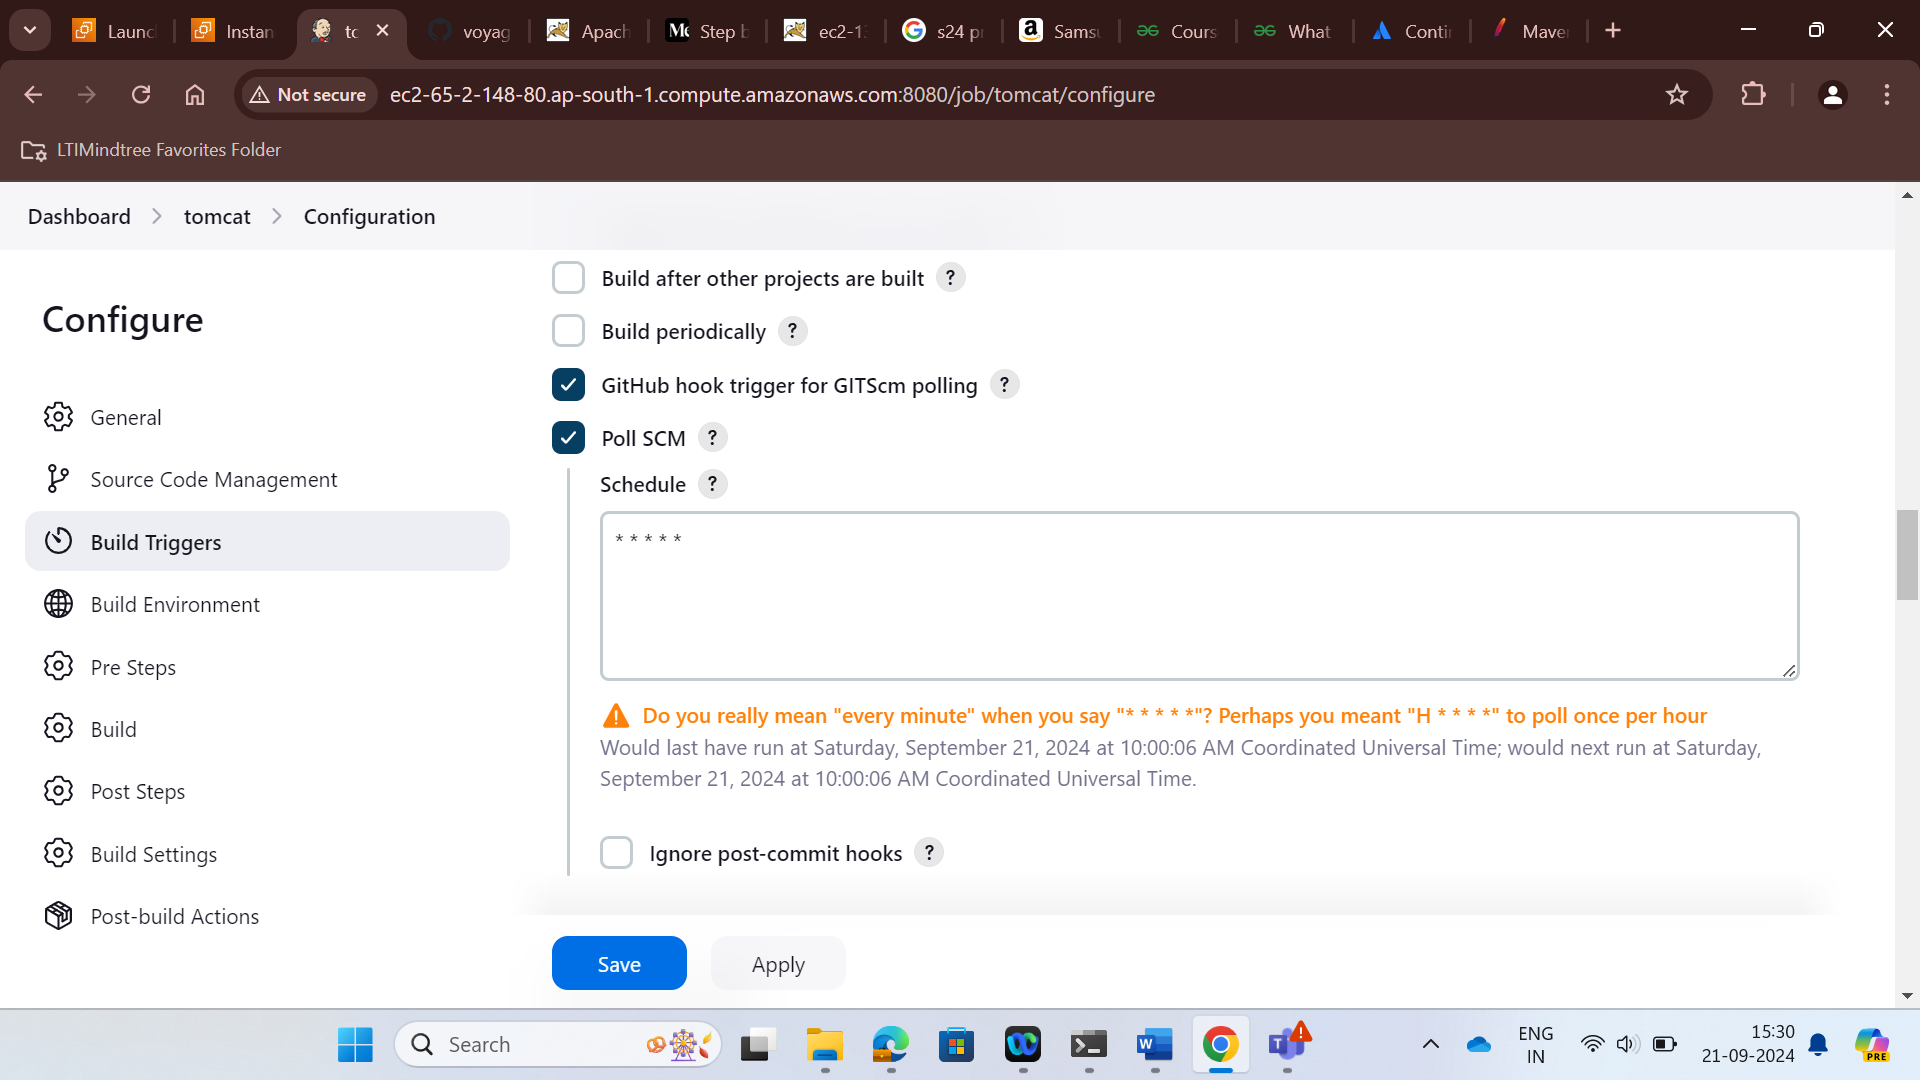 Launc
Instan
tc
voyag
Apach
Step b
ec2-1
s24 pr
Samsu
Cours
What
Contin
Maven
Not secure
ec2-65-2-148-80.ap-south-1.compute.amazonaws.com:8080/job/tomcat/configure
LTIMindtree Favorites Folder
Dashboard > tomcat > Configuration
Configure
General
Source Code Management
Build Triggers
Build Environment
Pre Steps
Build
Post Steps
Build Settings
Post-build Actions
Build after other projects are built ?
Build periodically ?
GitHub hook trigger for GITScm polling ?
Poll SCM ?
Schedule ?
* * * * *
Do you really mean "every minute" when you say "* * * * *"? Perhaps you meant "H * * * *" to poll once per hour
Would last have run at Saturday, September 21, 2024 at 10:00:06 AM Coordinated Universal Time; would next run at Saturday,
September 21, 2024 at 10:00:06 AM Coordinated Universal Time.
Ignore post-commit hooks ?
Save
Apply
Search
ENG
IN
15:30
21-09-2024
PRE